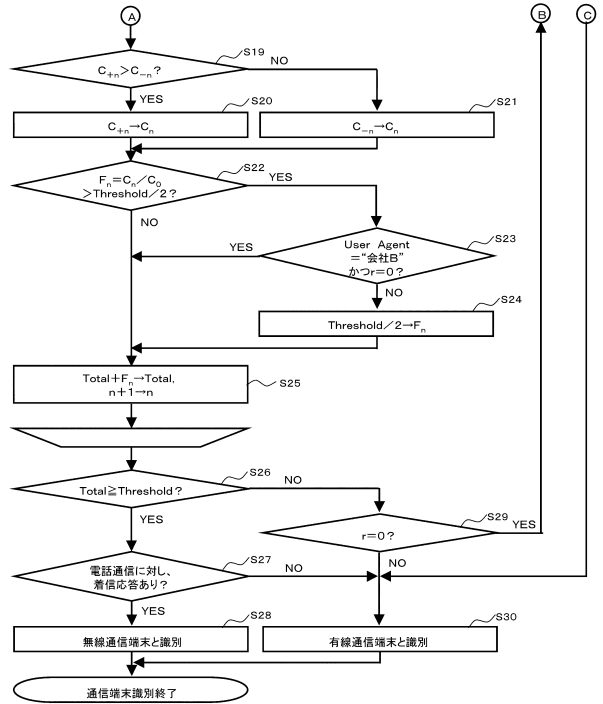 A
B
C
S19
C₊ₙ＞C₋ₙ？
NO
YES
S20
C₊ₙ→Cₙ
S21
C₋ₙ→Cₙ
S22
Fₙ＝Cₙ／C₀
＞Threshold／2？
YES
NO
S23
User Agent
＝“会社B”
かつr＝0？
YES
NO
S24
Threshold／2→Fₙ
S25
Total＋Fₙ→Total,
n＋1→n
S26
Total≧Threshold？
NO
YES
S29
r＝0？
YES
NO
S27
電話通信に対し、
着信応答あり？
NO
YES
S28
無線通信端末と識別
S30
有線通信端末と識別
通信端末識別終了